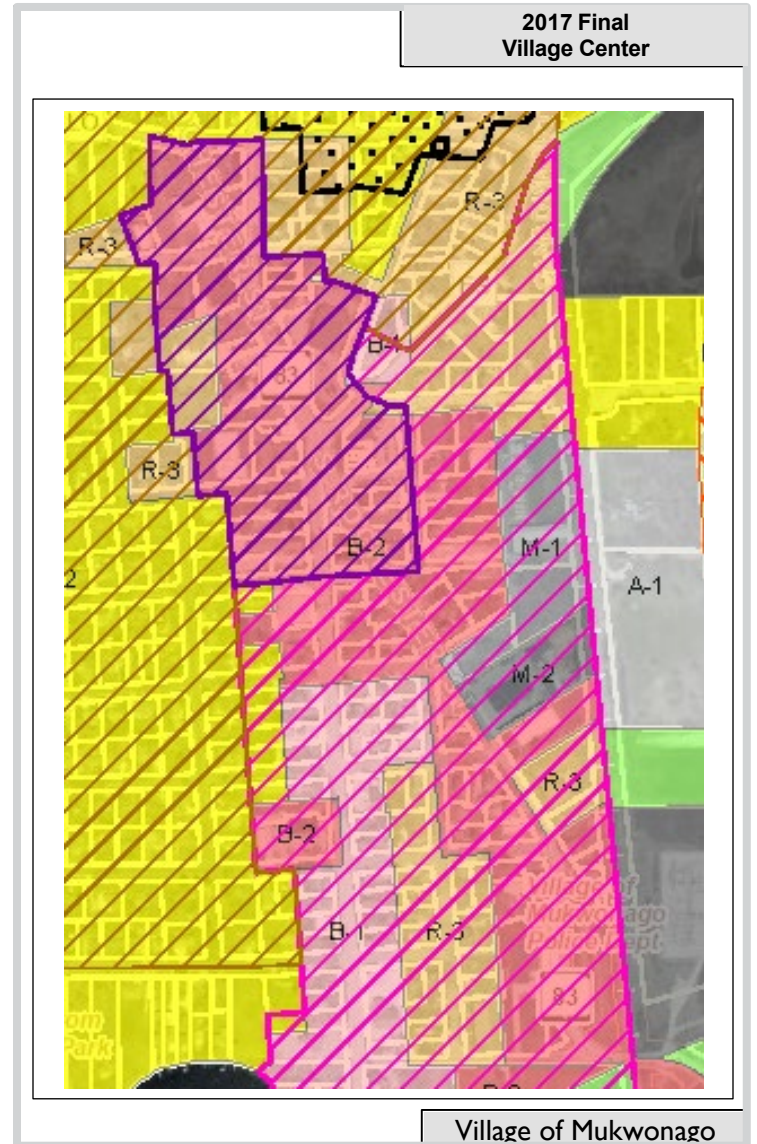 2017 Final
Village Center
R-3
R-3
B-1
83
R-3
B-2
M-1
2
A-1
M-2
R-3
B-2
Village of
Mukwonago
Police Dept
B-1
R-3
83
om
Park
Village of Mukwonago